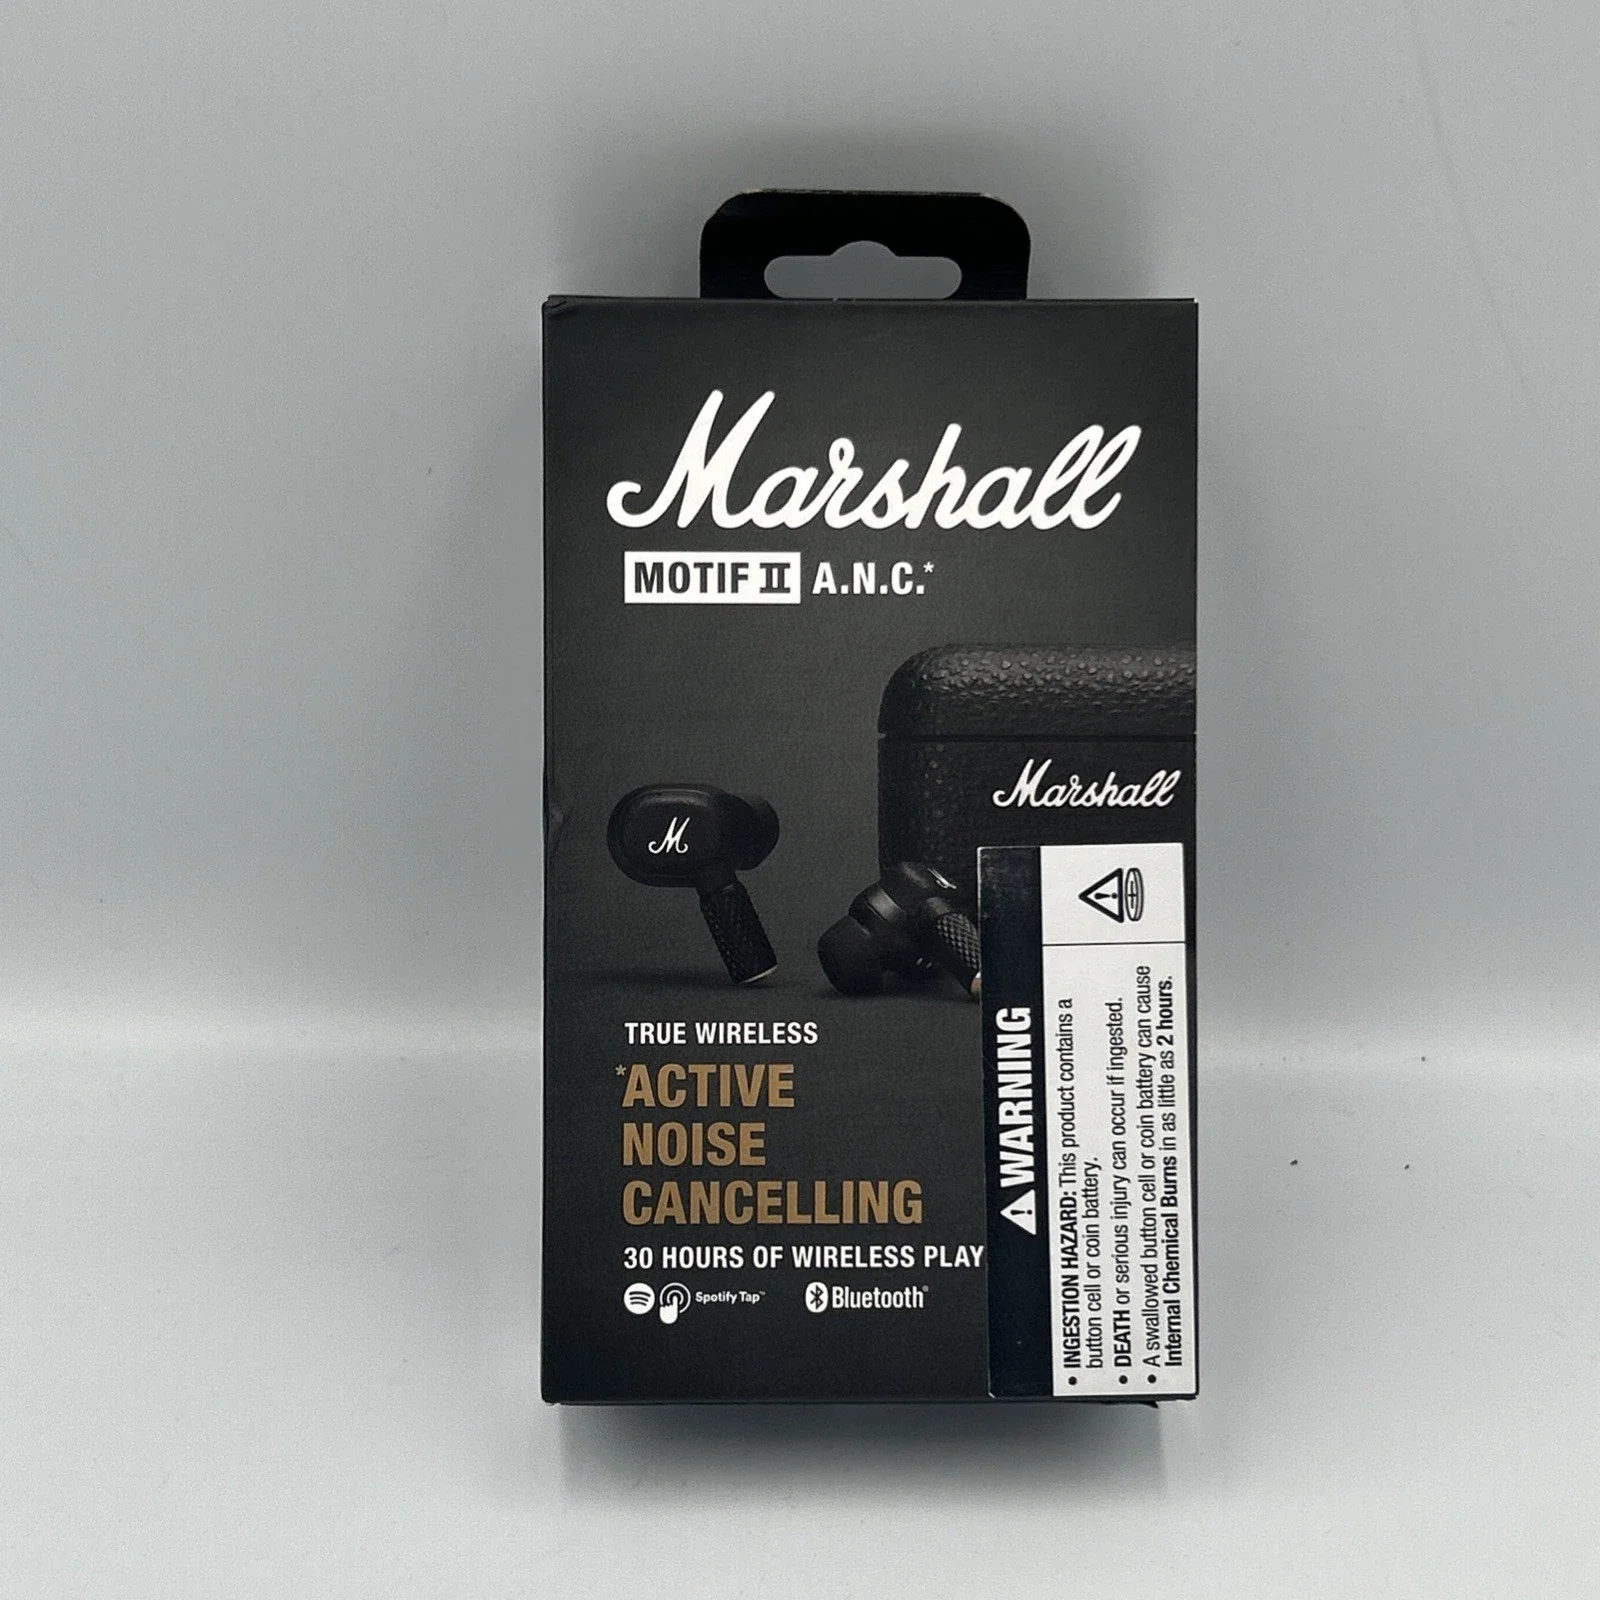 Marshall
MOTIF II A.N.C.*
Marshall
M
TRUE WIRELESS
*ACTIVE
NOISE
CANCELLING
30 HOURS OF WIRELESS PLAY
Spotify Tap™
Bluetooth®
WARNING
• INGESTION HAZARD: This product contains a
button cell or coin battery.
• DEATH or serious injury can occur if ingested.
• A swallowed button cell or coin battery can cause
Internal Chemical Burns in as little as 2 hours.